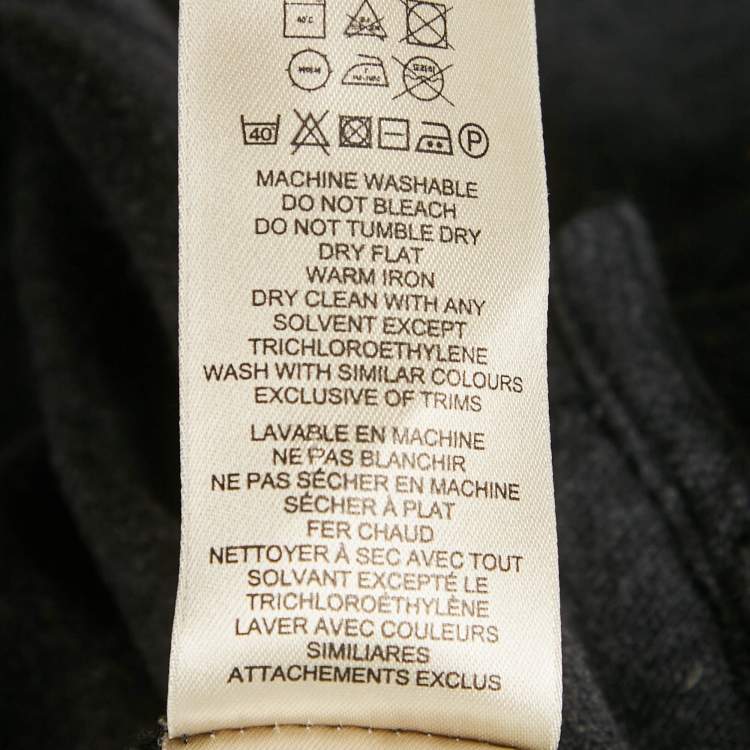 40°C
40 P
MACHINE WASHABLE
DO NOT BLEACH
DO NOT TUMBLE DRY
DRY FLAT
WARM IRON
DRY CLEAN WITH ANY
SOLVENT EXCEPT
TRICHLOROETHYLENE
WASH WITH SIMILAR COLOURS
EXCLUSIVE OF TRIMS
LAVABLE EN MACHINE
NE PAS BLANCHIR
NE PAS SÉCHER EN MACHINE
SÉCHER À PLAT
FER CHAUD
NETTOYER À SEC AVEC TOUT
SOLVANT EXCEPTÉ LE
TRICHLOROÉTHYLÈNE
LAVER AVEC COULEURS
SIMILIARES
ATTACHEMENTS EXCLUS